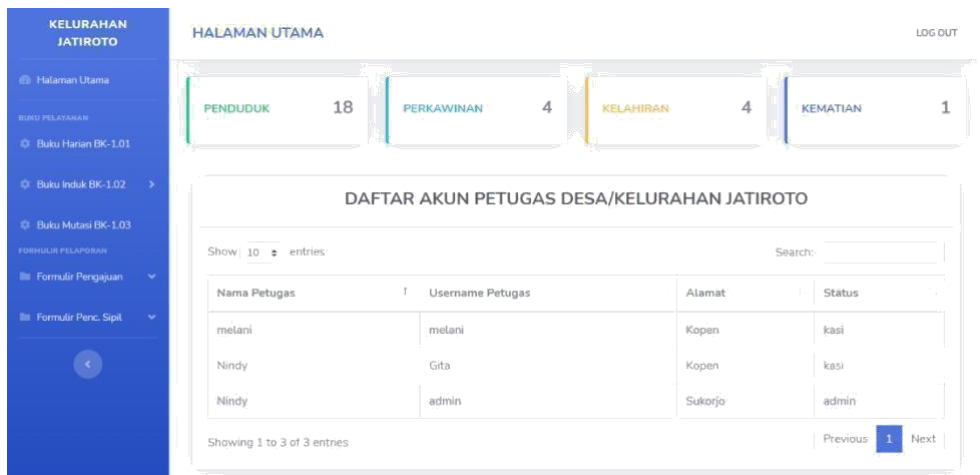 KELURAHAN
JATIROTO
HALAMAN UTAMA
LOG OUT
Halaman Utama
BUKU PELAYANAN
Buku Harian BK-1.01
Buku Induk BK-1.02
Buku Mutasi BK-1.03
FORMULIR PELAPORAN
Formulir Pengajuan
Formulir Penc. Sipil
PENDUDUK 18
PERKAWINAN 4
KELAHIRAN 4
KEMATIAN 1
DAFTAR AKUN PETUGAS DESA/KELURAHAN JATIROTO
Show 10 entries
Search:
Nama Petugas Username Petugas Alamat Status
melani melani Kopen kasi
Nindy Gita Kopen kasi
Nindy admin Sukorjo admin
Showing 1 to 3 of 3 entries
Previous 1 Next